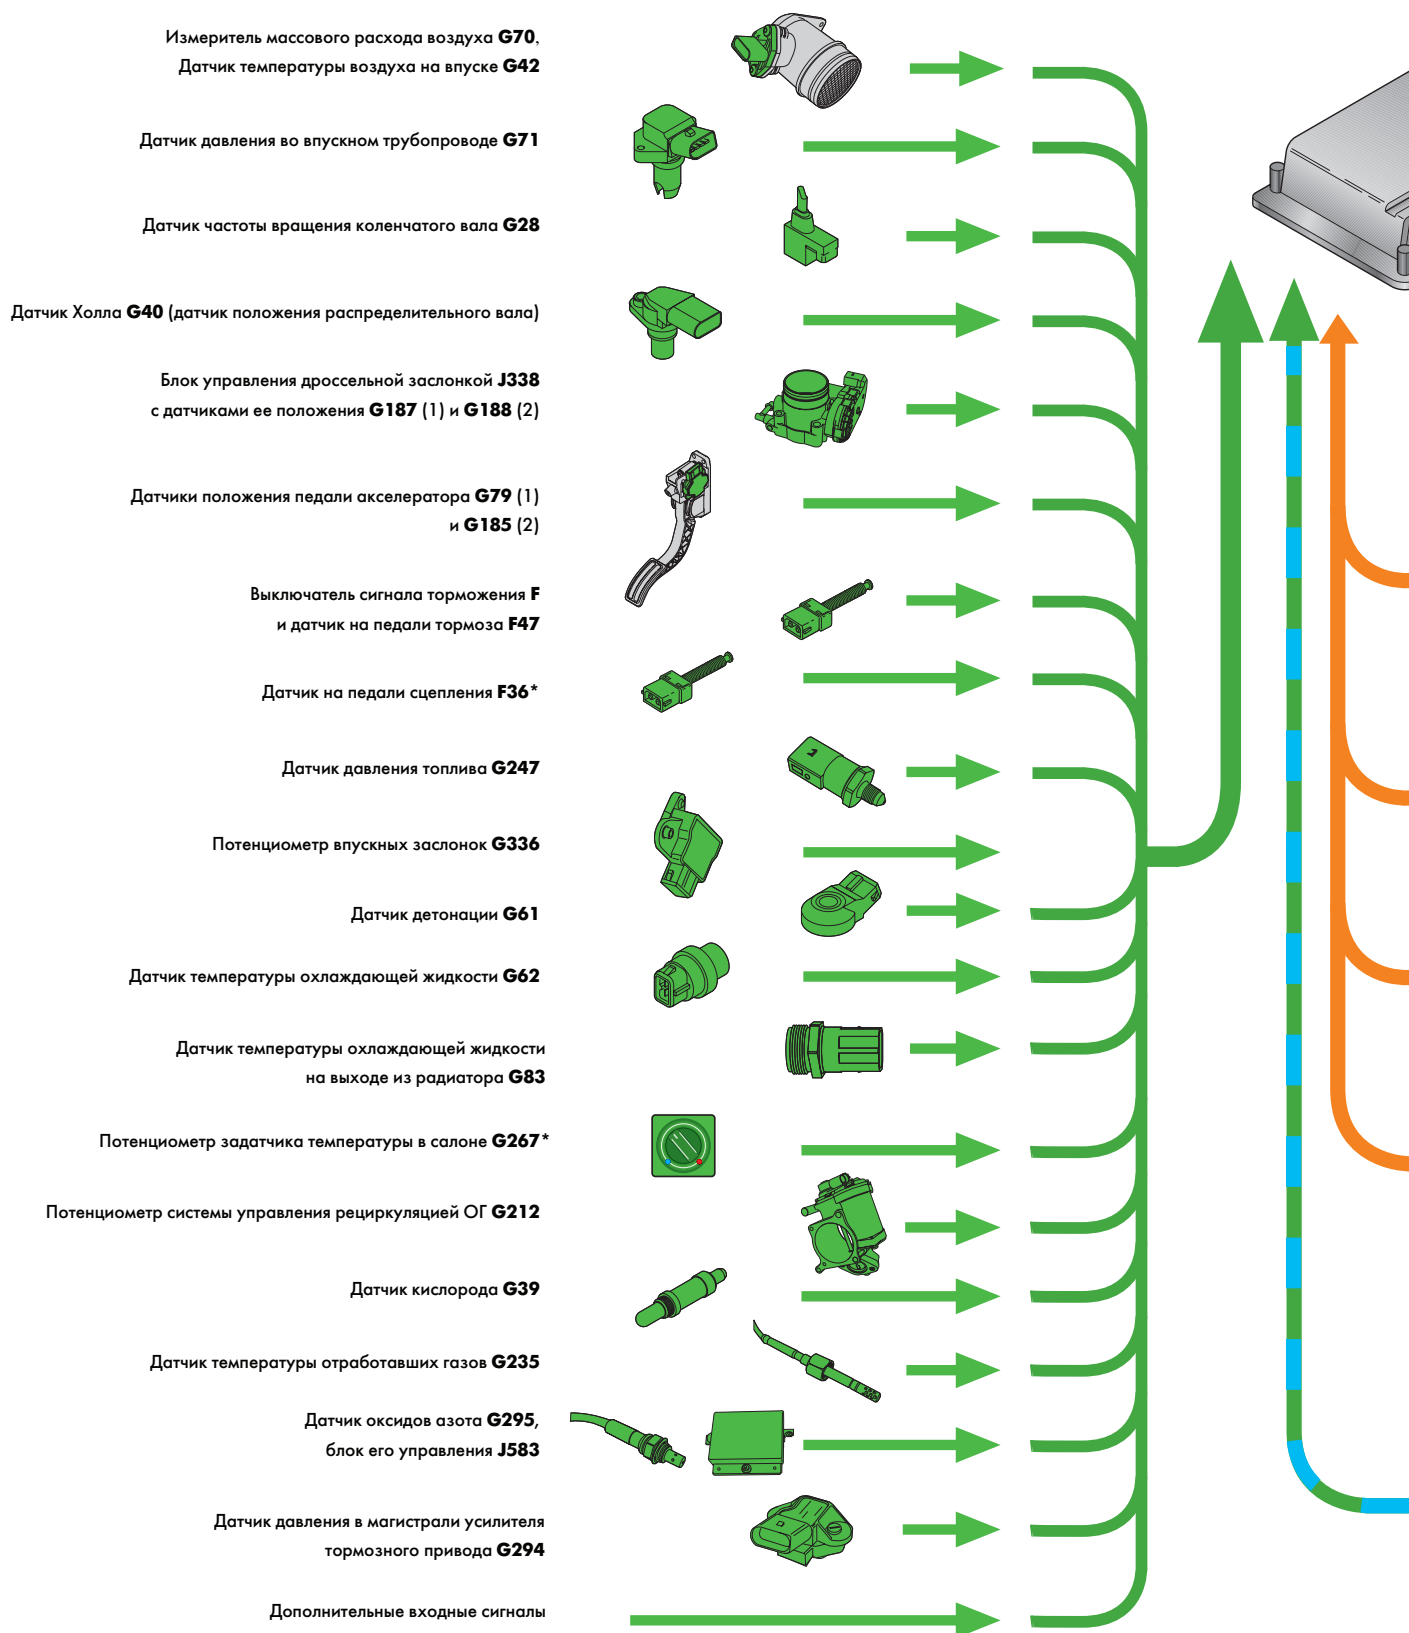 Измеритель массового расхода воздуха G70,
Датчик температуры воздуха на впуске G42
Датчик давления во впускном трубопроводе G71
Датчик частоты вращения коленчатого вала G28
Датчик Холла G40 (датчик положения распределительного вала)
Блок управления дроссельной заслонкой J338
с датчиками ее положения G187 (1) и G188 (2)
Датчики положения педали акселератора G79 (1)
и G185 (2)
Выключатель сигнала торможения F
и датчик на педали тормоза F47
Датчик на педали сцепления F36*
Датчик давления топлива G247
Потенциометр впускных заслонок G336
Датчик детонации G61
Датчик температуры охлаждающей жидкости G62
Датчик температуры охлаждающей жидкости
на выходе из радиатора G83
Потенциометр задатчика температуры в салоне G267*
Потенциометр системы управления рециркуляцией ОГ G212
Датчик кислорода G39
Датчик температуры отработавших газов G235
Датчик оксидов азота G295,
блок его управления J583
Датчик давления в магистрали усилителя
тормозного привода G294
Дополнительные входные сигналы